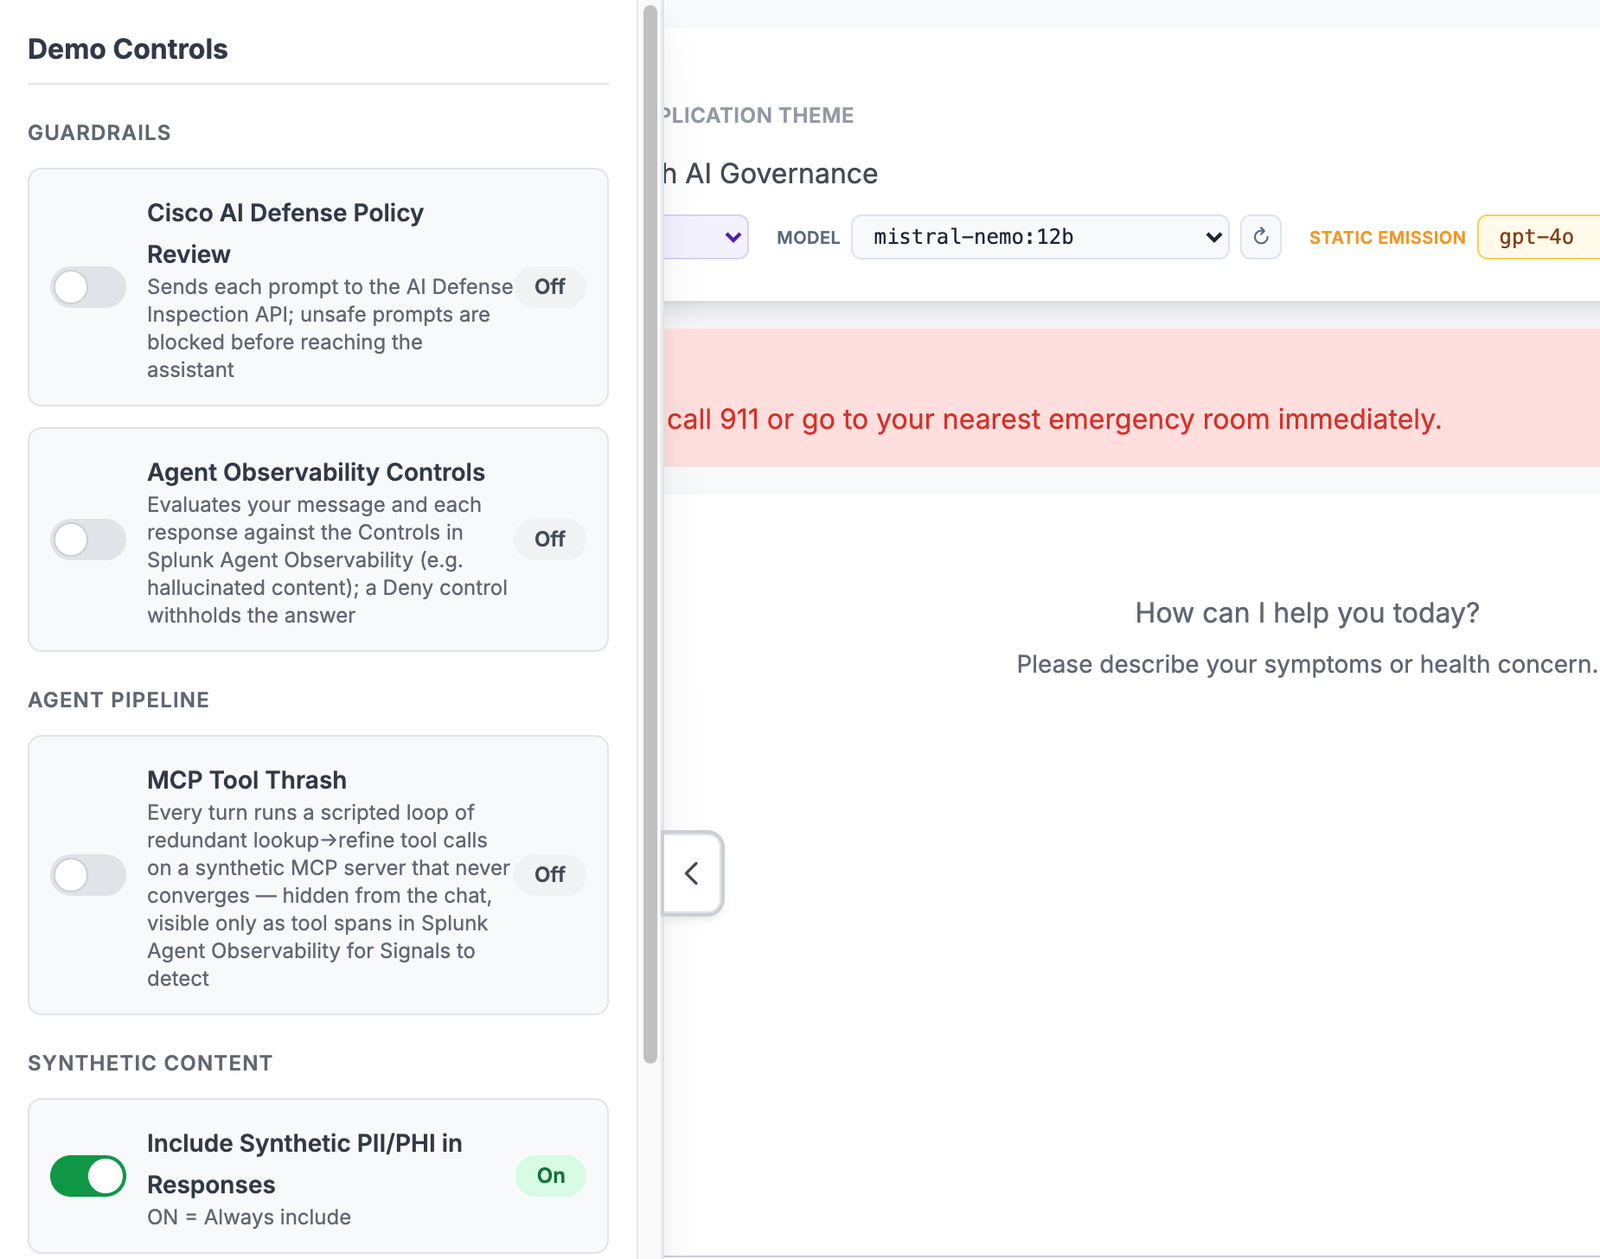 Demo Controls
GUARDRAILS
Cisco AI Defense Policy
Review
Sends each prompt to the AI Defense
Inspection API; unsafe prompts are
blocked before reaching the
assistant
Off
Agent Observability Controls
Evaluates your message and each
response against the Controls in
Splunk Agent Observability (e.g.
hallucinated content); a Deny control
withholds the answer
Off
AGENT PIPELINE
MCP Tool Thrash
Every turn runs a scripted loop of
redundant lookup→refine tool calls
on a synthetic MCP server that never
converges — hidden from the chat,
visible only as tool spans in Splunk
Agent Observability for Signals to
detect
Off
SYNTHETIC CONTENT
Include Synthetic PII/PHI in
Responses
ON = Always include
On
PLICATION THEME
h AI Governance
MODEL mistral-nemo:12b STATIC EMISSION gpt-4o
call 911 or go to your nearest emergency room immediately.
How can I help you today?
Please describe your symptoms or health concern.